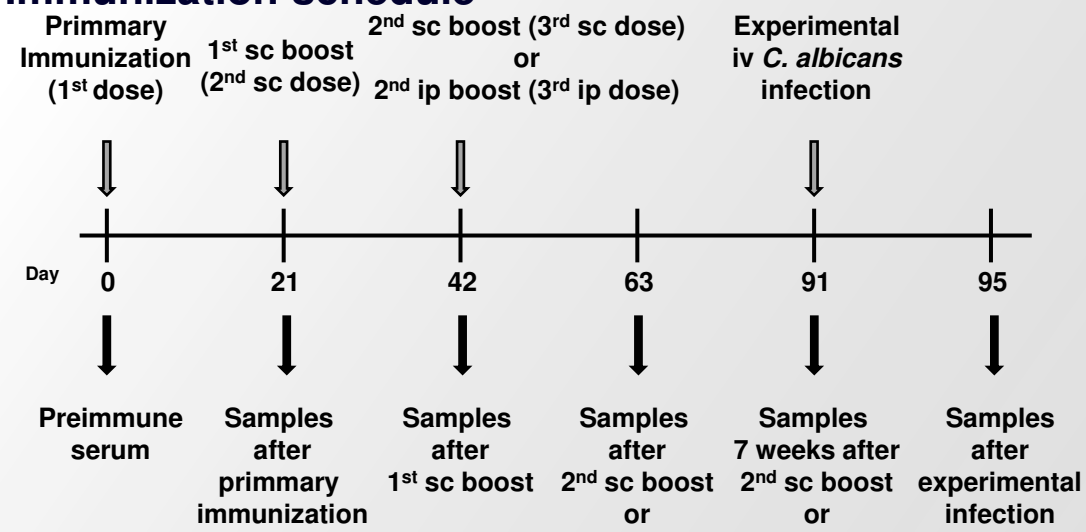 Immunization schedule
Primmary
Immunization
(1st dose)
1st sc boost
(2nd sc dose)
2nd sc boost (3rd sc dose)
or
2nd ip boost (3rd ip dose)
Experimental
iv C. albicans
infection
Day 0 21 42 63 91 95
Preimmune
serum
Samples
after
primmary
immunization
Samples
after
1st sc boost
Samples
after
2nd sc boost
or
Samples
7 weeks after
2nd sc boost
or
Samples
after
experimental
infection